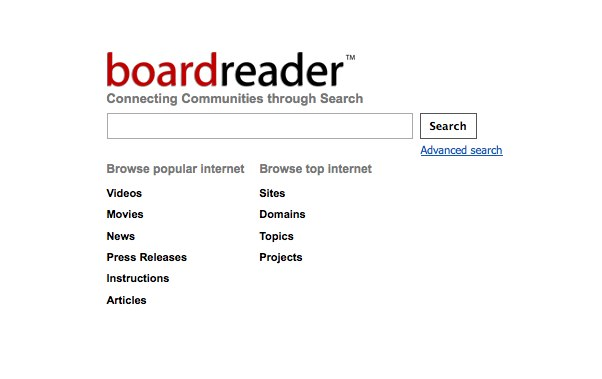 boardreader™
Connecting Communities through Search
Search
Advanced search
Browse popular internet
Videos
Movies
News
Press Releases
Instructions
Articles
Browse top internet
Sites
Domains
Topics
Projects